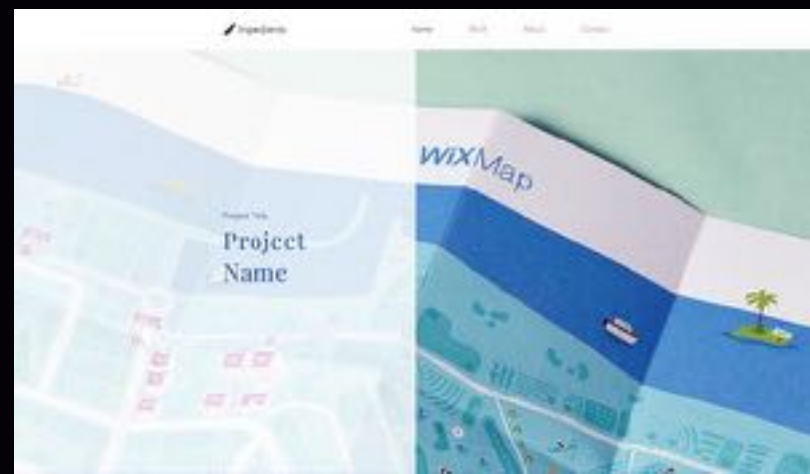 Ingredients
Home Work About Contact
wixMap
Project Title
Project
Name